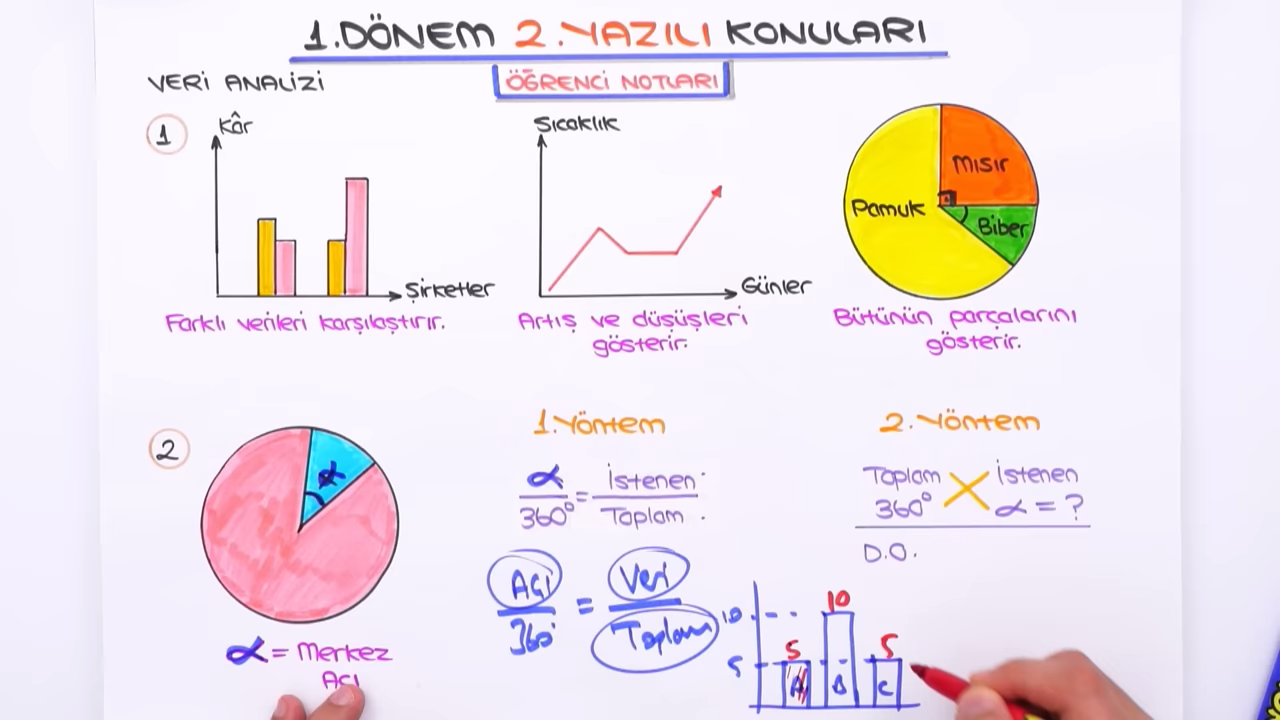 1.DÖNEM 2.YAZILI KONULARI
VERİ ANALİZİ
ÖĞRENCİ NOTLARI
1
Kâr
Şirketler
Farklı verileri karşılaştırır.
Sıcaklık
Günler
Artış ve düşüşleri
gösterir.
Mısır
Pamuk
Biber
Bütünün parçalarını
gösterir.
2
α
α = Merkez
Açı
1.Yöntem
α/360° = İstenen/Toplam
Açı/360° = Veri/Toplam
2.Yöntem
Toplam İstenen
360° α = ?
D.O.
10
10
5
5
5
A B C